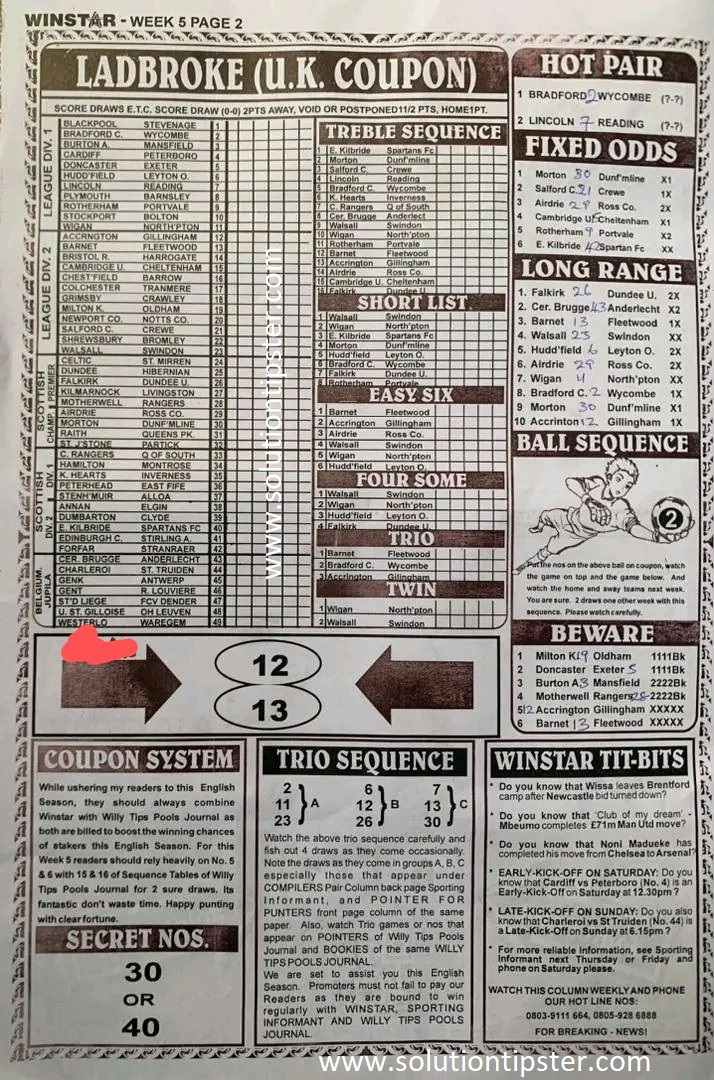 WINSTAR - WEEK 5 PAGE 2
LADBROKE (U.K. COUPON)
SCORE DRAWS E.T.C. SCORE DRAW (0-0) 2PTS AWAY, VOID OR POSTPONED11/2 PTS, HOME1PT.
LEAGUE DIV. 1
BLACKPOOL STEVENAGE 1
BRADFORD C. WYCOMBE 2
BURTON A. MANSFIELD 3
CARDIFF PETERBORO 4
DONCASTER EXETER 5
HUDD'FIELD LEYTON O. 6
LINCOLN READING 7
PLYMOUTH BARNSLEY 8
ROTHERHAM PORTVALE 9
STOCKPORT BOLTON 10
WIGAN NORTH'PTON 11
LEAGUE DIV. 2
ACCRNGTON GILLINGHAM 12
BARNET FLEETWOOD 13
BRISTOL R. HARROGATE 14
CAMBRIDGE U. CHELTENHAM 15
CHEST'FIELD BARROW 16
COLCHESTER TRANMERE 17
GRIMSBY CRAWLEY 18
MILTON K. OLDHAM 19
NEWPORT CO. NOTTS CO. 20
SALFORD C. CREWE 21
SHREWSBURY BROMLEY 22
WALSALL SWINDON 23
SCOTTISH PREMIER
CELTIC ST. MIRREN 24
DUNDEE HIBERNIAN 25
FALKIRK DUNDEE U. 26
KILMARNOCK LIVINGSTON 27
MOTHERWELL RANGERS 28
CHAMP.
AIRDRIE ROSS CO. 29
MORTON DUNF'MLINE 30
RAITH QUEENS PK. 31
ST. J'STONE PARTICK 32
SCOTTISH DIV. 1
C. RANGERS Q OF SOUTH 33
HAMILTON MONTROSE 34
K. HEARTS INVERNESS 35
PETERHEAD EAST FIFE 36
STENH'MUIR ALLOA 37
DIV. 2
ANNAN ELGIN 38
DUMBARTON CLYDE 39
E. KILBRIDE SPARTANS FC 40
EDINBURGH C. STIRLING A. 41
FORFAR STRANRAER 42
BELGIUM. JUPILA
CER. BRUGGE ANDERLECHT 43
CHARLEROI ST. TRUIDEN 44
GENK ANTWERP 45
GENT R. LOUVIERE 46
ST'D LIEGE FCV DENDER 47
U. ST. GILLOISE OH LEUVEN 48
WESTERLO WAREGEM 49
TREBLE SEQUENCE
1 E. Kilbride Spartans Fc
2 Morton Dunf'mline
3 Salford C. Crewe
4 Lincoln Reading
5 Bradford C. Wycombe
6 K. Hearts Inverness
7 C. Rangers Q of South
8 Cer. Brugge Anderlect
9 Walsall Swindon
10 Wigan North'pton
11 Rotherham Portvale
12 Barnet Fleetwood
13 Accrington Gillingham
14 Airdrie Ross Co.
15 Cambridge U. Cheltenham
16 Falkirk Dundee U.
SHORT LIST
1 Walsall Swindon
2 Wigan North'pton
3 E. Kilbride Spartans Fc
4 Morton Dunf'mline
5 Hudd'field Leyton O.
6 Bradford C. Wycombe
7 Falkirk Dundee U.
8 Rotherham Portvale
EASY SIX
1 Barnet Fleetwood
2 Accrington Gillingham
3 Airdrie Ross Co.
4 Walsall Swindon
5 Wigan North'pton
6 Hudd'field Leyton O.
FOUR SOME
1 Walsall Swindon
2 Wigan North'pton
3 Hudd'field Leyton O.
4 Falkirk Dundee U.
TRIO
1 Barnet Fleetwood
2 Bradford C. Wycombe
3 Accrington Gillingham
TWIN
1 Wigan North'pton
2 Walsall Swindon
www.solutiontipster.com
HOT PAIR
1 BRADFORD 2 WYCOMBE (?-?)
2 LINCOLN 7 READING (?-?)
FIXED ODDS
1 Morton 30 Dunf'mline X1
2 Salford C. 21 Crewe 1X
3 Airdrie 29 Ross Co. 2X
4 Cambridge U Cheltenham X1
5 Rotherham 9 Portvale X2
6 E. Kilbride 40 Spartan Fc XX
LONG RANGE
1. Falkirk 26 Dundee U. 2X
2. Cer. Brugge 43 Anderlecht X2
3. Barnet 13 Fleetwood 1X
4. Walsall 23 Swindon XX
5. Hudd'field 6 Leyton O. 2X
6. Airdrie 29 Ross Co. 2X
7. Wigan 11 North'pton XX
8. Bradford C. 2 Wycombe 1X
9 Morton 30 Dunf'mline X1
10 Accrinton 12 Gillingham 1X
BALL SEQUENCE
2
Put the nos on the above ball on coupon, watch
the game on top and the game below. And
watch the home and away teams next week.
You are sure. 2 draws one other week with this
sequence. Please watch carefully.
BEWARE
1 Milton K 19 Oldham 1111Bk
2 Doncaster Exeter 5 1111Bk
3 Burton A 3 Mansfield 2222Bk
4 Motherwell Rangers 28 2222Bk
5 12 Accrington Gillingham XXXXX
6 Barnet 13 Fleetwood XXXXX
12
13
COUPON SYSTEM
While ushering my readers to this English
Season, they should always combine
Winstar with Willy Tips Pools Journal as
both are billed to boost the winning chances
of stakers this English Season. For this
Week 5 readers should rely heavily on No. 5
& 6 with 15 & 16 of Sequence Tables of Willy
Tips Pools Journal for 2 sure draws. Its
fantastic don't waste time. Happy punting
with clear fortune.
SECRET NOS.
30
OR
40
TRIO SEQUENCE
2 6 7
11 A 12 B 13 C
23 26 30
Watch the above trio sequence carefully and
fish out 4 draws as they come occasionally.
Note the draws as they come in groups A, B, C
especially those that appear under
COMPILERS Pair Column back page Sporting
Informant, and POINTER FOR
PUNTERS front page column of the same
paper. Also, watch Trio games or nos that
appear on POINTERS of Willy Tips Pools
Journal and BOOKIES of the same WILLY
TIPS POOLS JOURNAL.
We are set to assist you this English
Season. Promoters must not fail to pay our
Readers as they are bound to win
regularly with WINSTAR, SPORTING
INFORMANT AND WILLY TIPS POOLS
JOURNAL.
WINSTAR TIT-BITS
* Do you know that Wissa leaves Brentford
camp after Newcastle bid turned down?
* Do you know that 'Club of my dream' -
Mbeumo completes £71m Man Utd move?
* Do you know that Noni Madueke has
completed his move from Chelsea to Arsenal?
* EARLY-KICK-OFF ON SATURDAY: Do you
know that Cardiff vs Peterboro (No. 4) is an
Early-Kick-Off on Saturday at 12.30pm ?
* LATE-KICK-OFF ON SUNDAY: Do you also
know that Charleroi vs St Truiden (No. 44) is
a Late-Kick-Off on Sunday at 6.15pm ?
* For more reliable Information, see Sporting
Informant next Thursday or Friday and
phone on Saturday please.
WATCH THIS COLUMN WEEKLY AND PHONE
OUR HOT LINE NOS:
0803-9111 664, 0805-928 6888
FOR BREAKING - NEWS!
www.solutiontipster.com